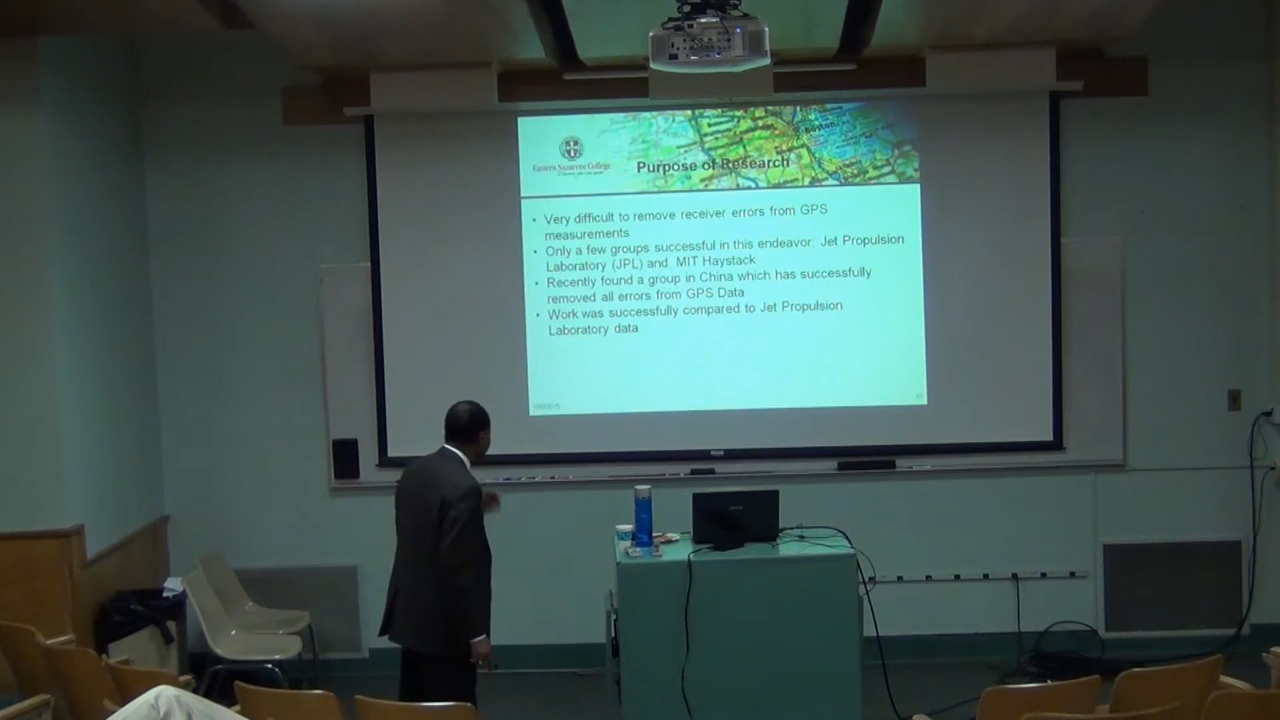 Boston
Eastern Nazarene College
Purpose of Research
• Very difficult to remove receiver errors from GPS
measurements
• Only a few groups successful in this endeavor: Jet Propulsion
Laboratory (JPL) and MIT Haystack
• Recently found a group in China which has successfully
removed all errors from GPS Data
• Work was successfully compared to Jet Propulsion
Laboratory data